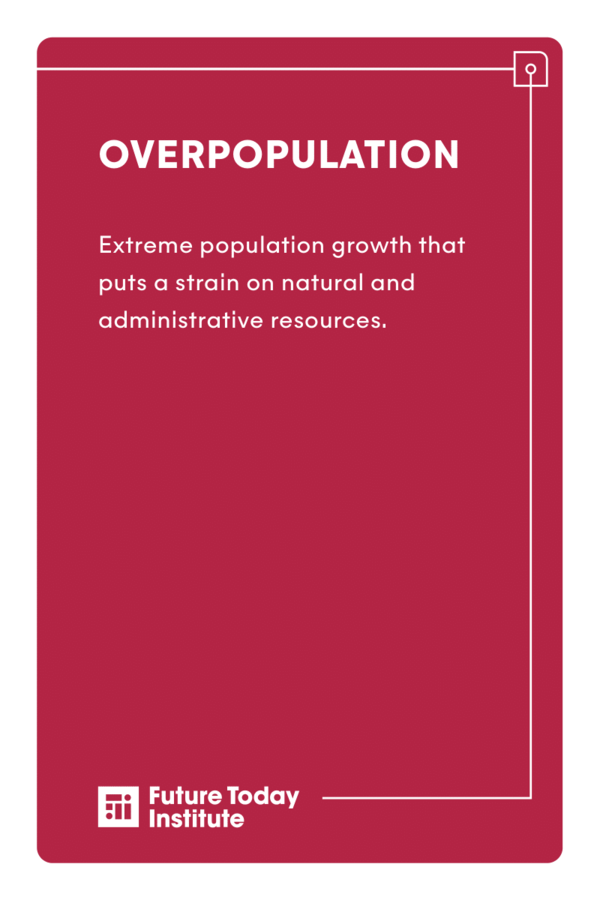 OVERPOPULATION
Extreme population growth that
puts a strain on natural and
administrative resources.
Future Today
Institute